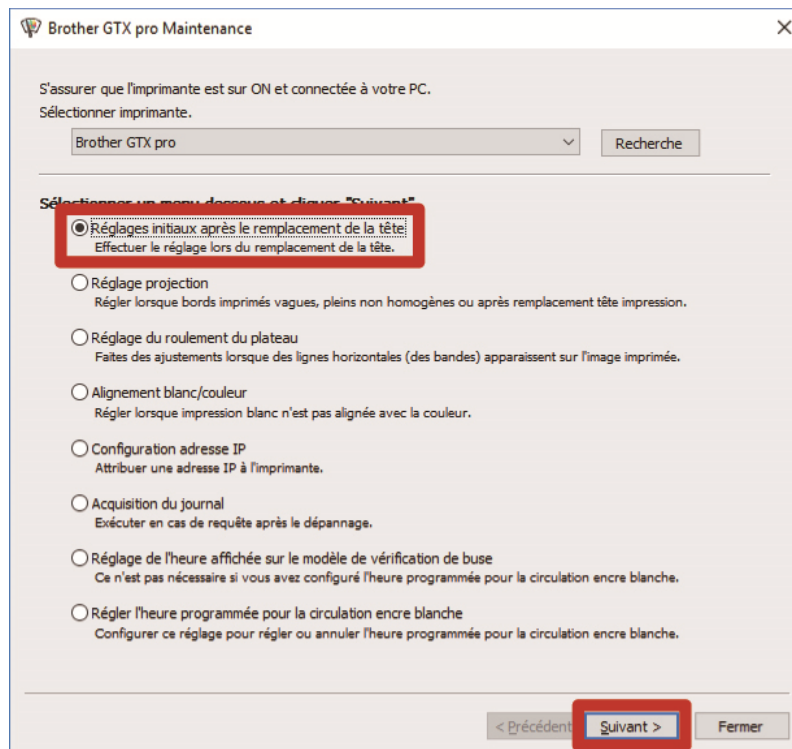 Brother GTX pro Maintenance
S'assurer que l'imprimante est sur ON et connectée à votre PC.
Sélectionner imprimante.
Brother GTX pro
Recherche
Sélectionner un menu dessous et cliquer "Suivant"
Réglages initiaux après le remplacement de la tête
Effectuer le réglage lors du remplacement de la tête.
Réglage projection
Régler lorsque bords imprimés vagues, pleins non homogènes ou après remplacement tête impression.
Réglage du roulement du plateau
Faites des ajustements lorsque des lignes horizontales (des bandes) apparaissent sur l'image imprimée.
Alignement blanc/couleur
Régler lorsque impression blanc n'est pas alignée avec la couleur.
Configuration adresse IP
Attribuer une adresse IP à l'imprimante.
Acquisition du journal
Exécuter en cas de requête après le dépannage.
Réglage de l'heure affichée sur le modèle de vérification de buse
Ce n'est pas nécessaire si vous avez configuré l'heure programmée pour la circulation encre blanche.
Régler l'heure programmée pour la circulation encre blanche
Configurer ce réglage pour régler ou annuler l'heure programmée pour la circulation encre blanche.
< Précédent
Suivant >
Fermer